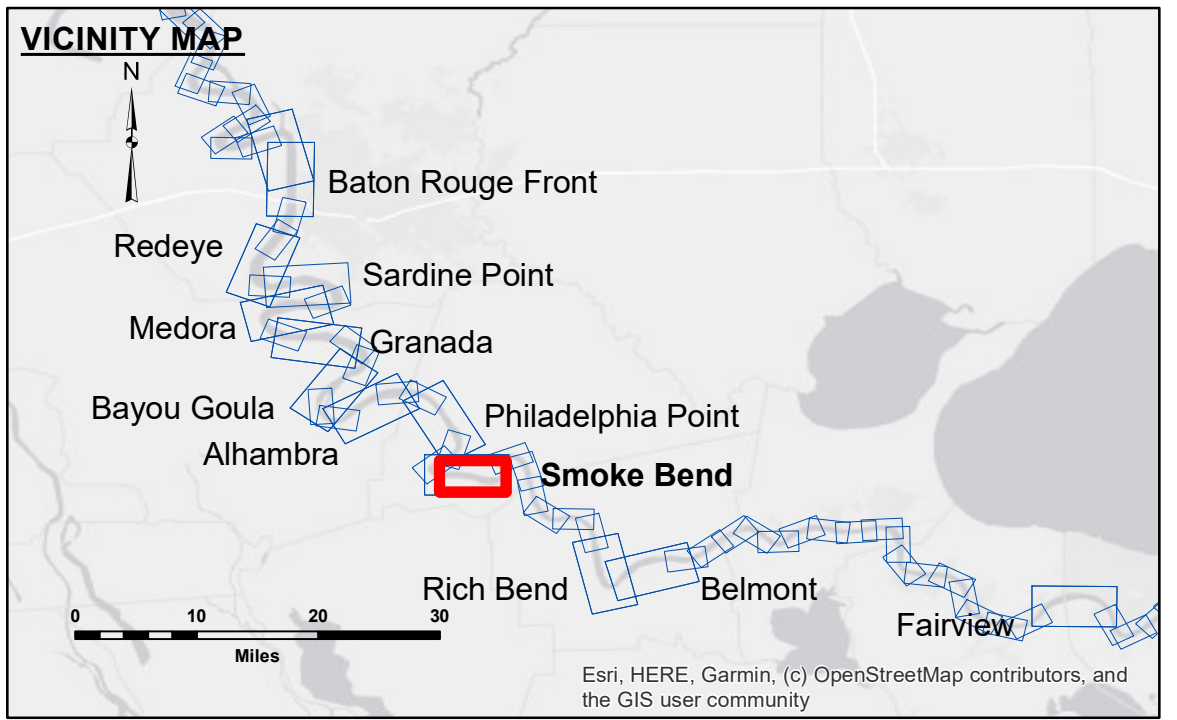 VICINITY MAP
N
Baton Rouge Front
Redeye
Sardine Point
Medora
Granada
Bayou Goula
Philadelphia Point
Alhambra
Smoke Bend
Rich Bend
Belmont
0 10 20 30
Fairview
Miles
Esri, HERE, Garmin, (c) OpenStreetMap contributors, and
the GIS user community